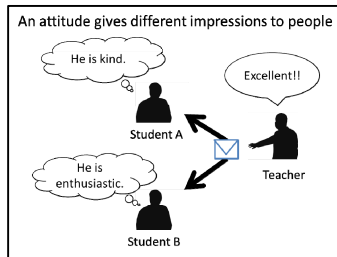 An attitude gives different impressions to people
He is kind.
Excellent!!
Student A
He is
enthusiastic.
Teacher
Student B